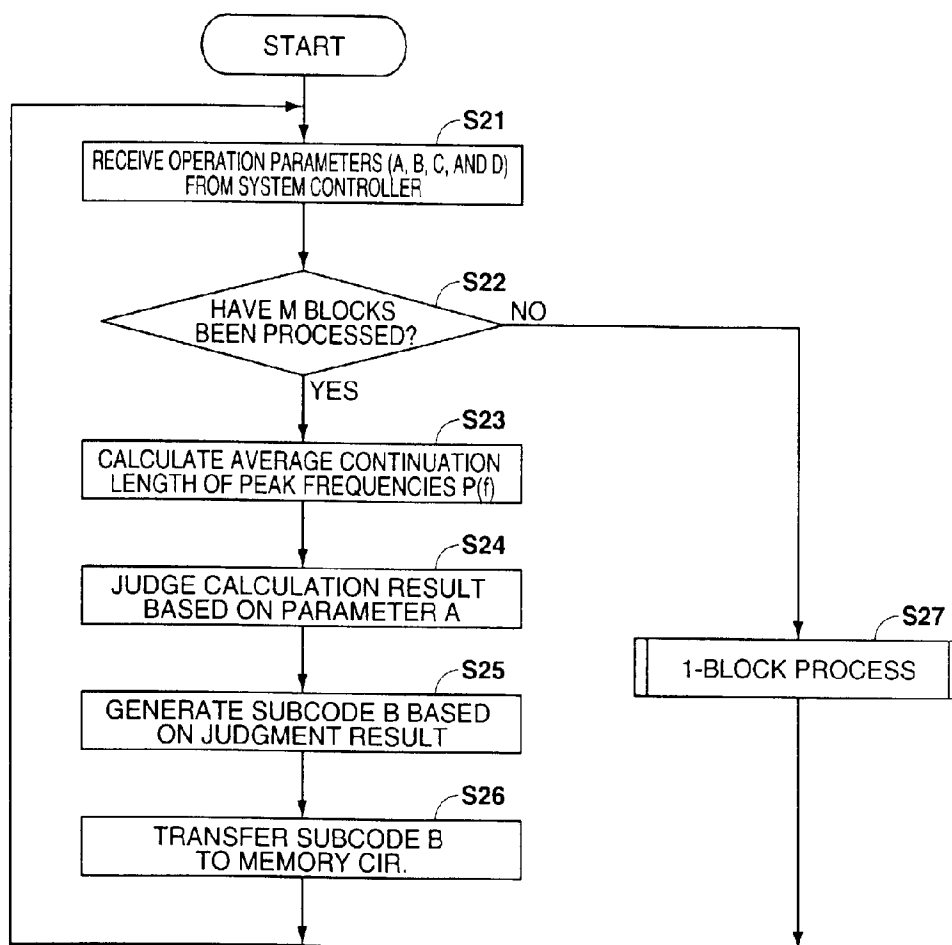 START
S21
RECEIVE OPERATION PARAMETERS (A, B, C, AND D)
FROM SYSTEM CONTROLLER
S22
HAVE M BLOCKS
BEEN PROCESSED?
NO
YES
S23
CALCULATE AVERAGE CONTINUATION
LENGTH OF PEAK FREQUENCIES P(f)
S24
JUDGE CALCULATION RESULT
BASED ON PARAMETER A
S27
1-BLOCK PROCESS
S25
GENERATE SUBCODE B BASED
ON JUDGMENT RESULT
S26
TRANSFER SUBCODE B
TO MEMORY CIR.